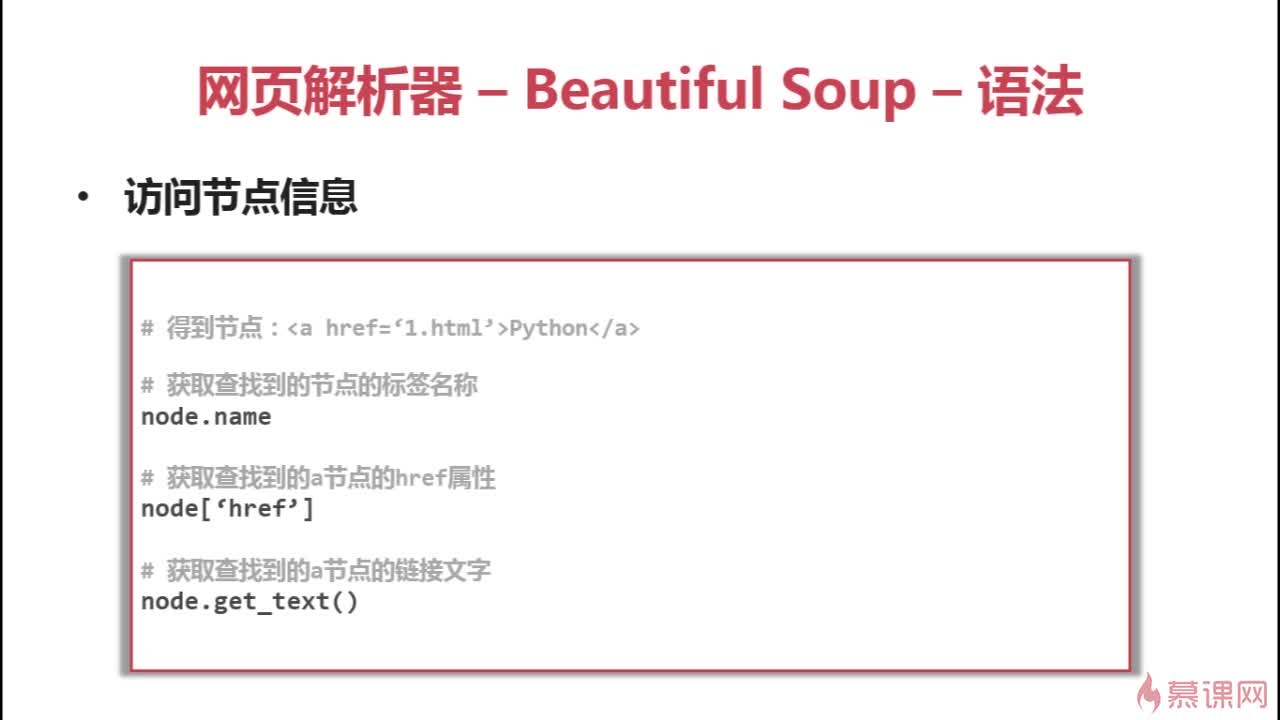 网页解析器 – Beautiful Soup – 语法
• 访问节点信息
# 得到节点：<a href=‘1.html’>Python</a>
# 获取查找到的节点的标签名称
node.name
# 获取查找到的a节点的href属性
node[‘href’]
# 获取查找到的a节点的链接文字
node.get_text()
慕课网